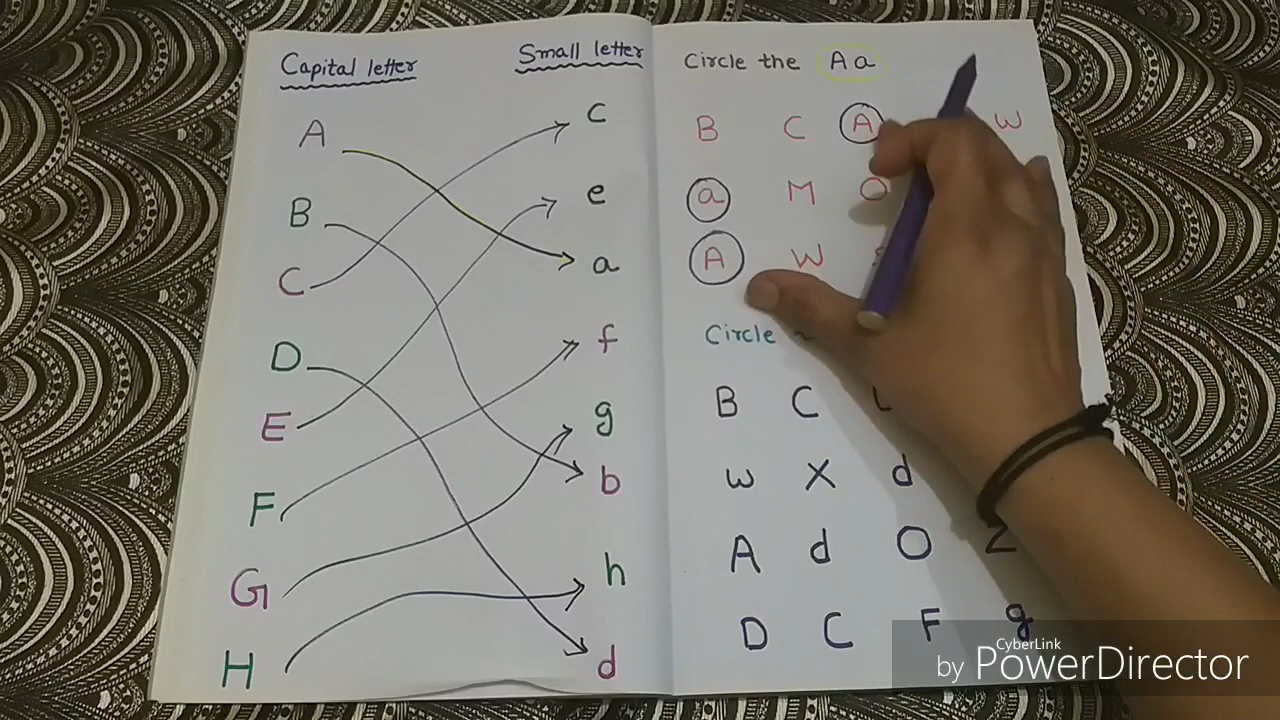 Capital letter
Small letter
A
B
C
D
E
F
G
H
c
e
a
f
g
b
h
d
Circle the Aa
B C A W
a M O
A W
Circle
B C
w X d
A d O Z
D C F g
CyberLink
by PowerDirector